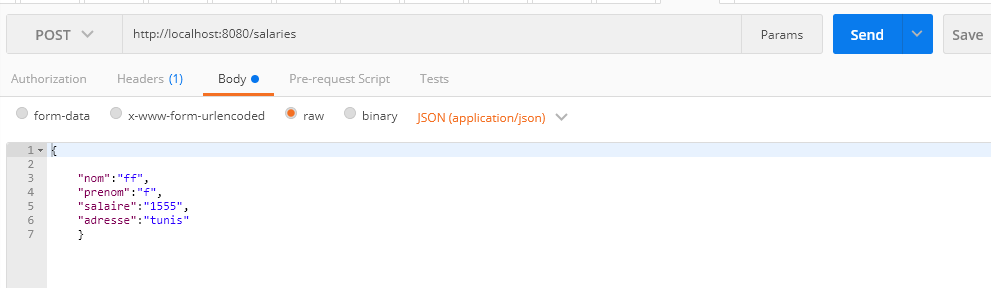 POST http://localhost:8080/salaries Params Send Save
Authorization Headers (1) Body Pre-request Script Tests
form-data x-www-form-urlencoded raw binary JSON (application/json)
1 {
2
3 "nom":"ff",
4 "prenom":"f",
5 "salaire":"1555",
6 "adresse":"tunis"
7 }